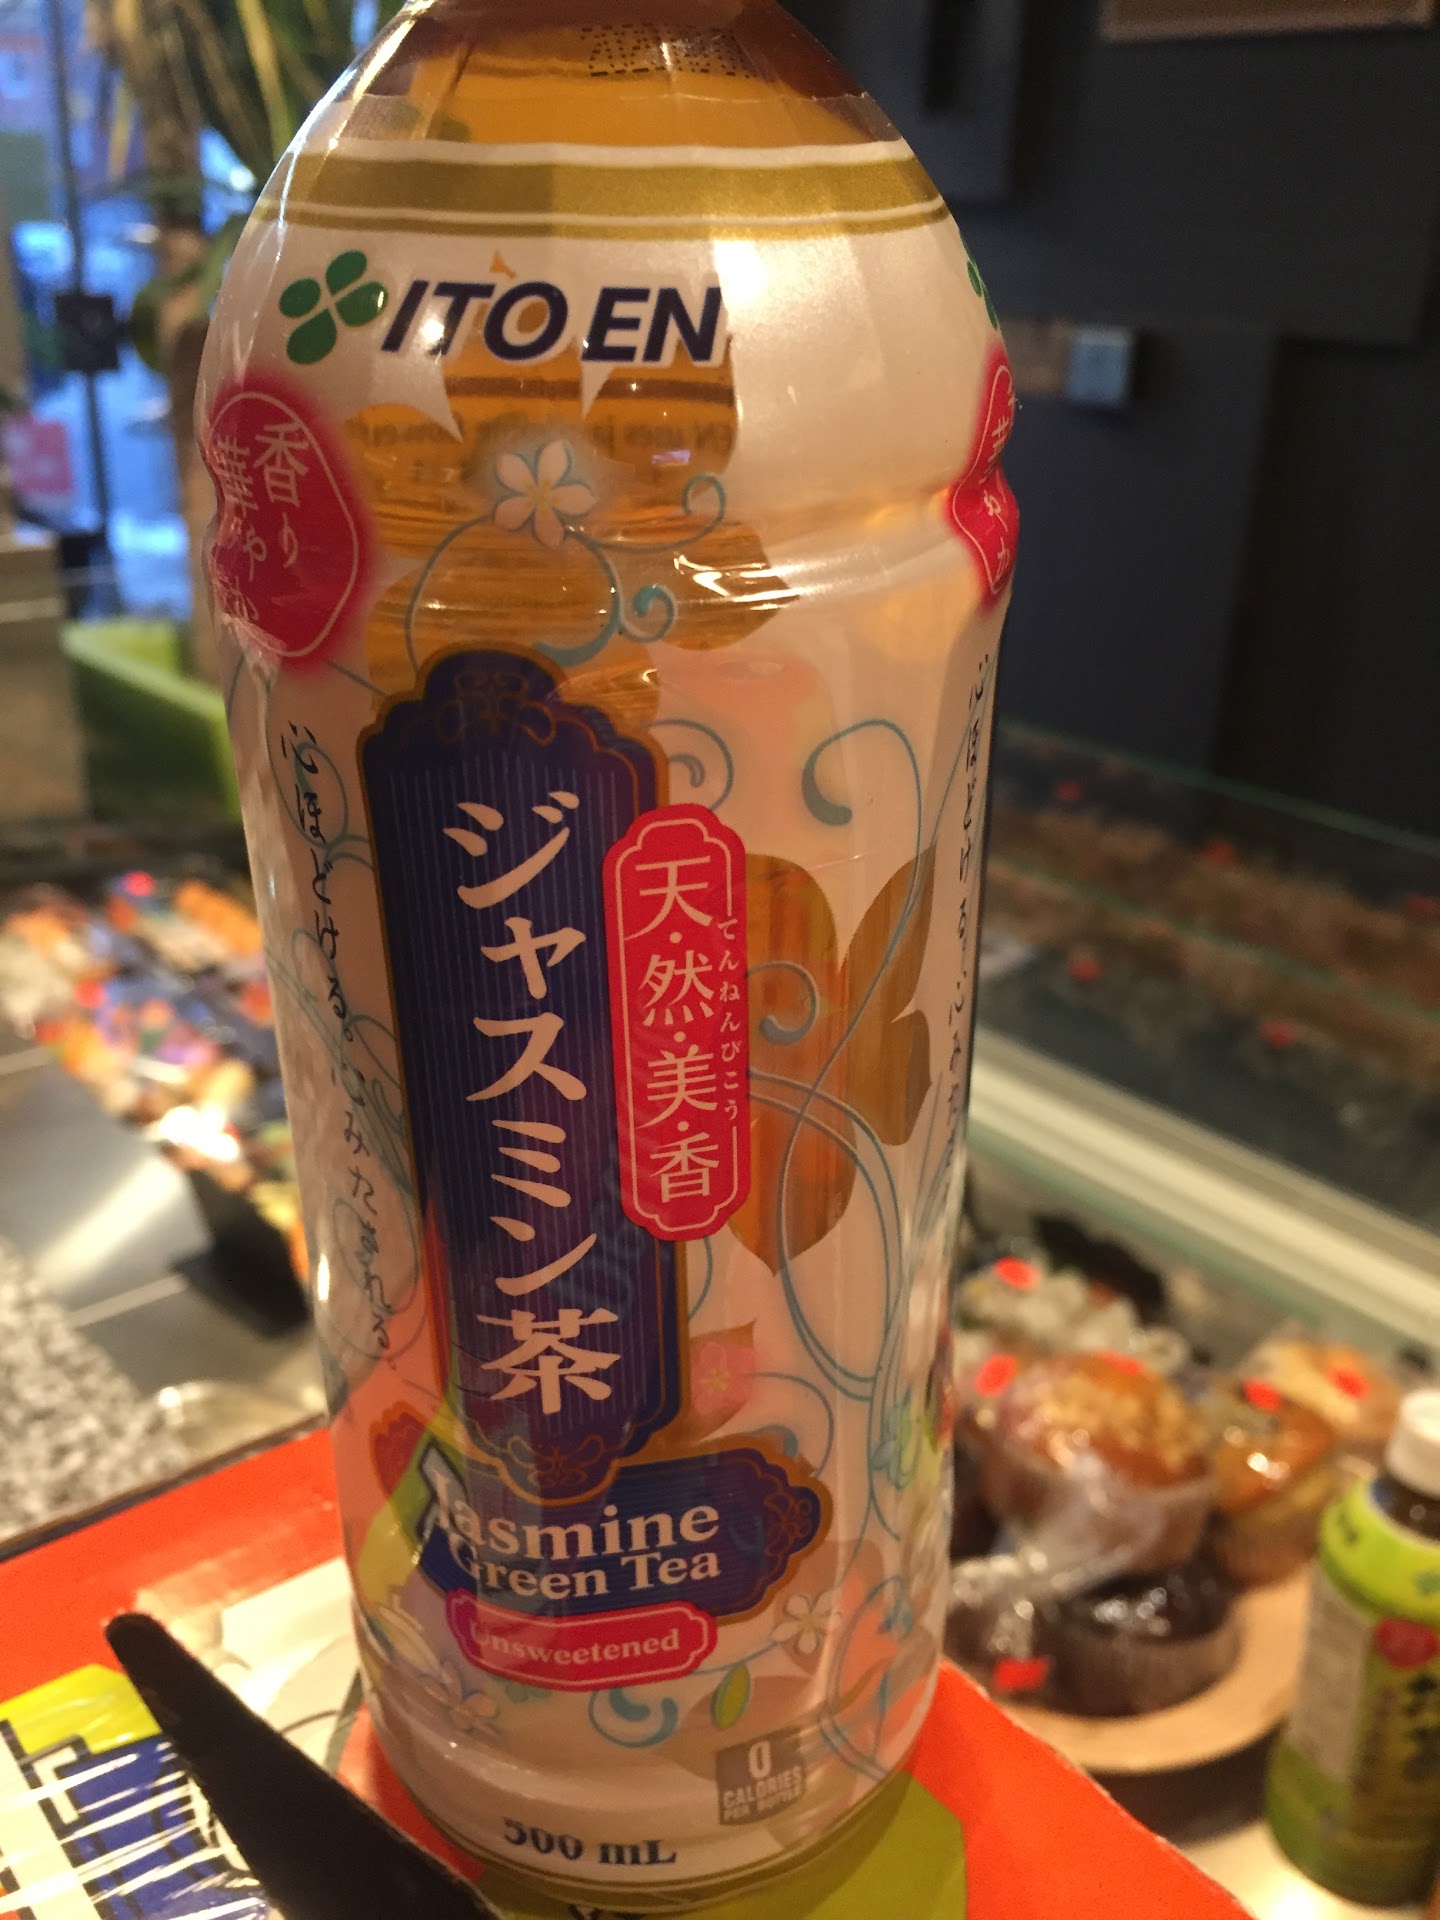 ITO EN
香り
華やか
心ほどける。心みたされる。
ジャスミン茶
天・然・美・香
てんねんびこう
Jasmine
Green Tea
Unsweetened
0
CALORIES
PER BOTTLE
500 mL